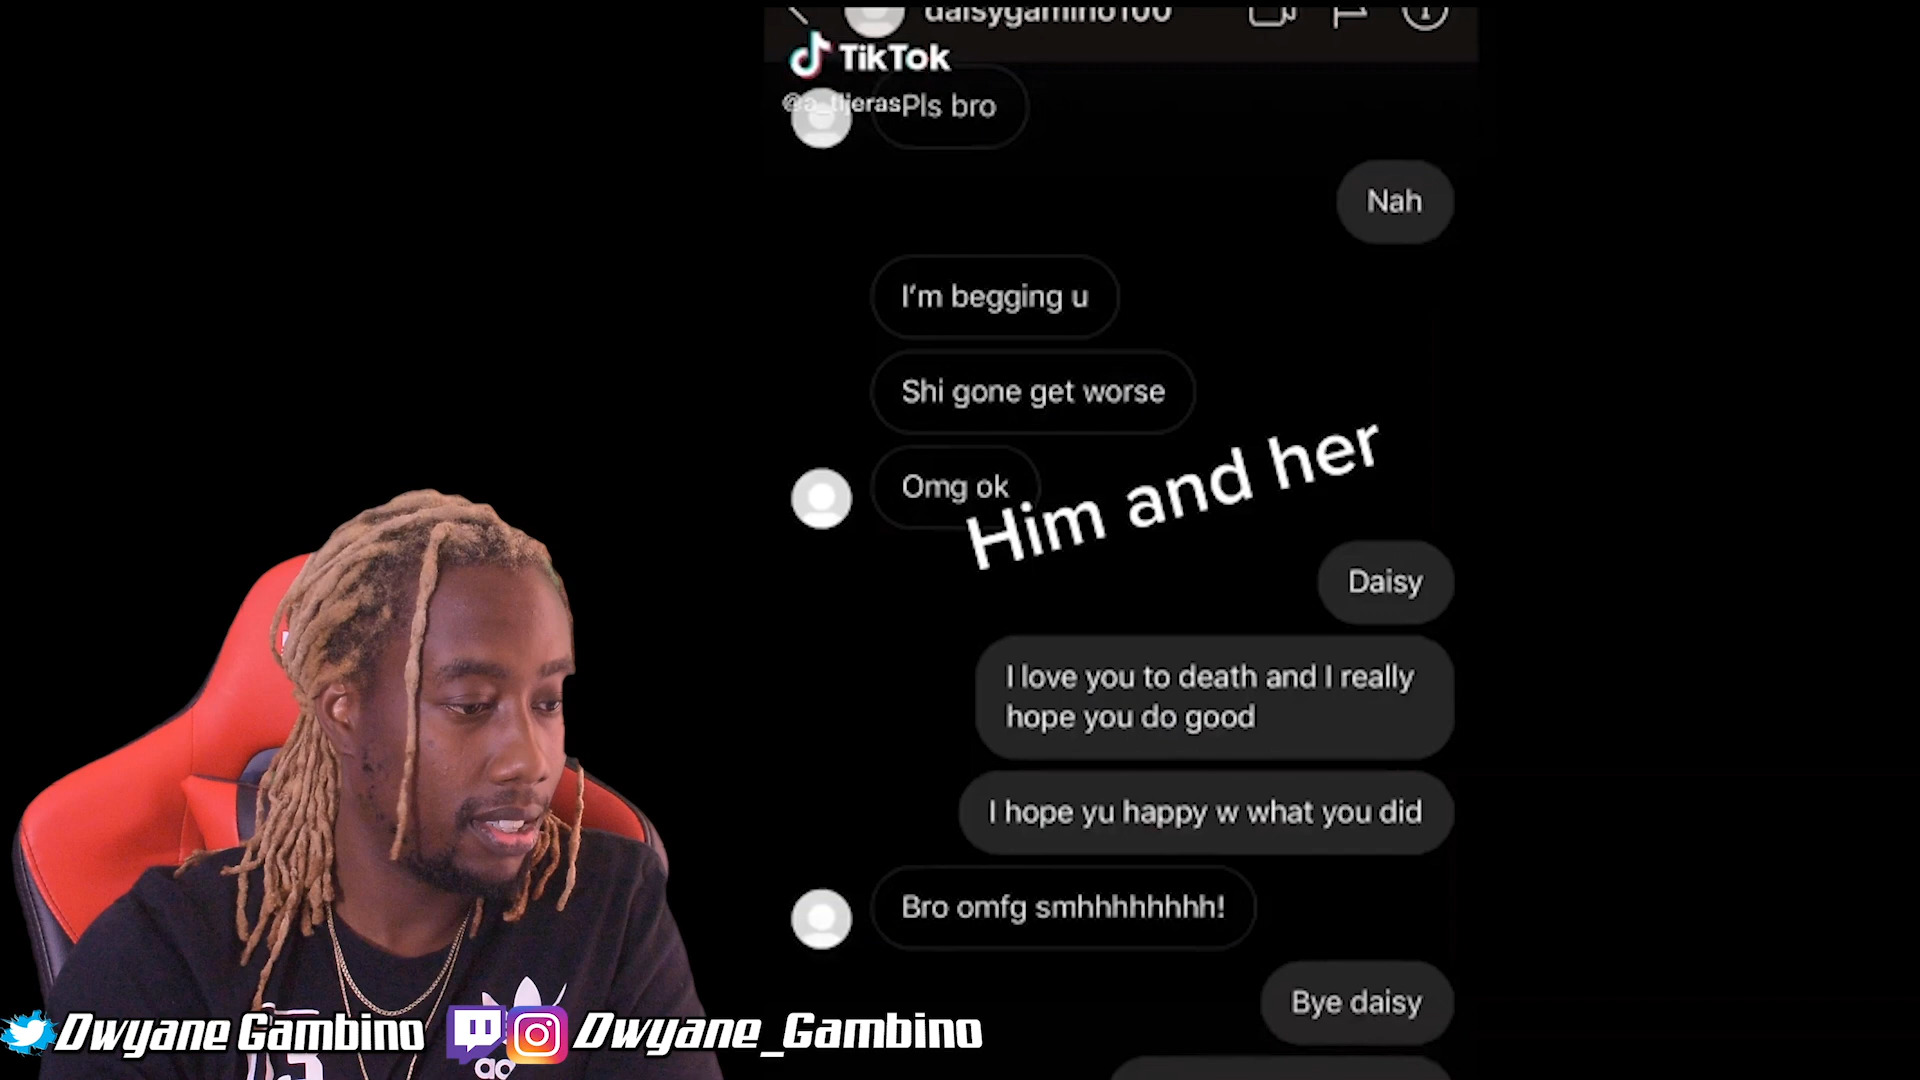 TikTok
Pls bro
Nah
I'm begging u
Shi gone get worse
Omg ok
Him and her
Daisy
I love you to death and I really
hope you do good
I hope yu happy w what you did
Bro omfg smhhhhhhhh!
Bye daisy
Dwyane Gambino
Dwyane_Gambino